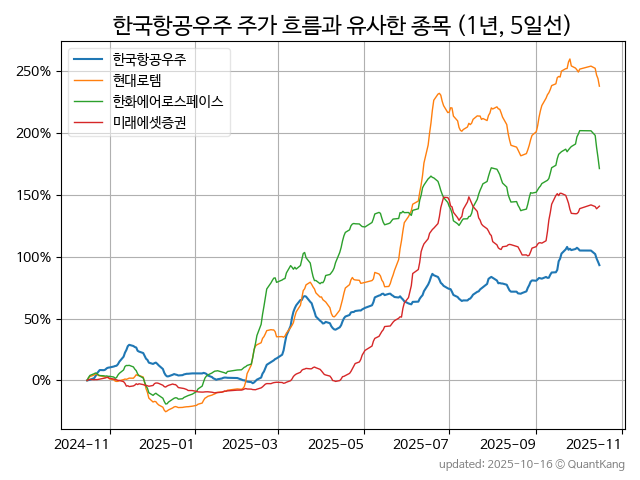 한국항공우주 주가 흐름과 유사한 종목 (1년, 5일선)
한국항공우주
현대로템
한화에어로스페이스
미래에셋증권
250%
200%
150%
100%
50%
0%
2024-11 2025-01 2025-03 2025-05 2025-07 2025-09 2025-11
updated: 2025-10-16 © QuantKang